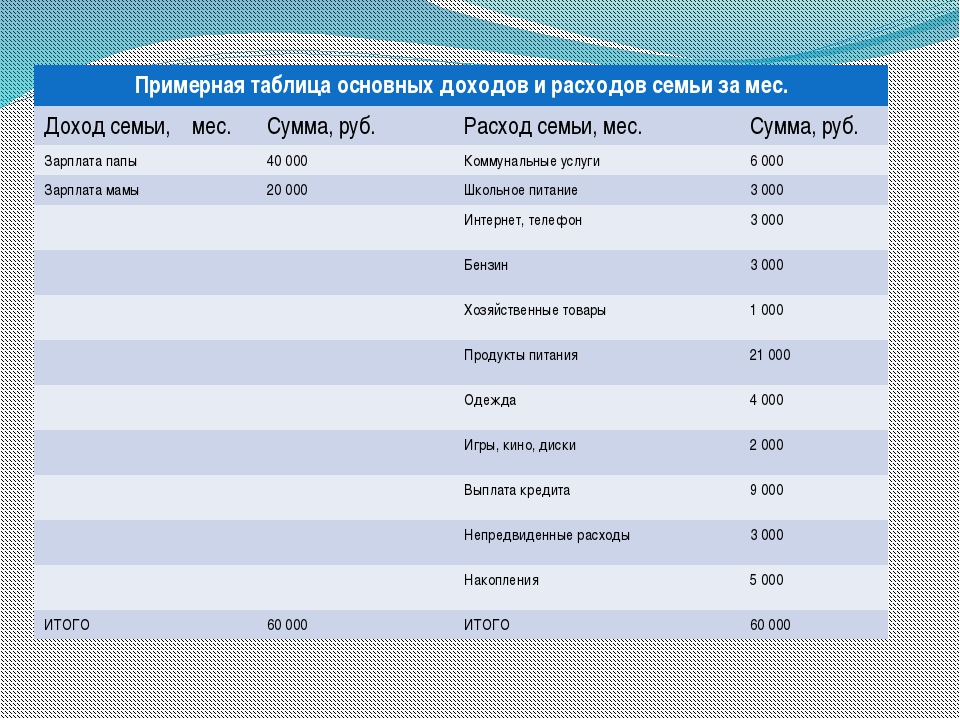 Примерная таблица основных доходов и расходов семьи за мес.
Доход семьи, мес. Сумма, руб. Расход семьи, мес. Сумма, руб.
Зарплата папы 40 000 Коммунальные услуги 6 000
Зарплата мамы 20 000 Школьное питание 3 000
Интернет, телефон 3 000
Бензин 3 000
Хозяйственные товары 1 000
Продукты питания 21 000
Одежда 4 000
Игры, кино, диски 2 000
Выплата кредита 9 000
Непредвиденные расходы 3 000
Накопления 5 000
ИТОГО 60 000 ИТОГО 60 000